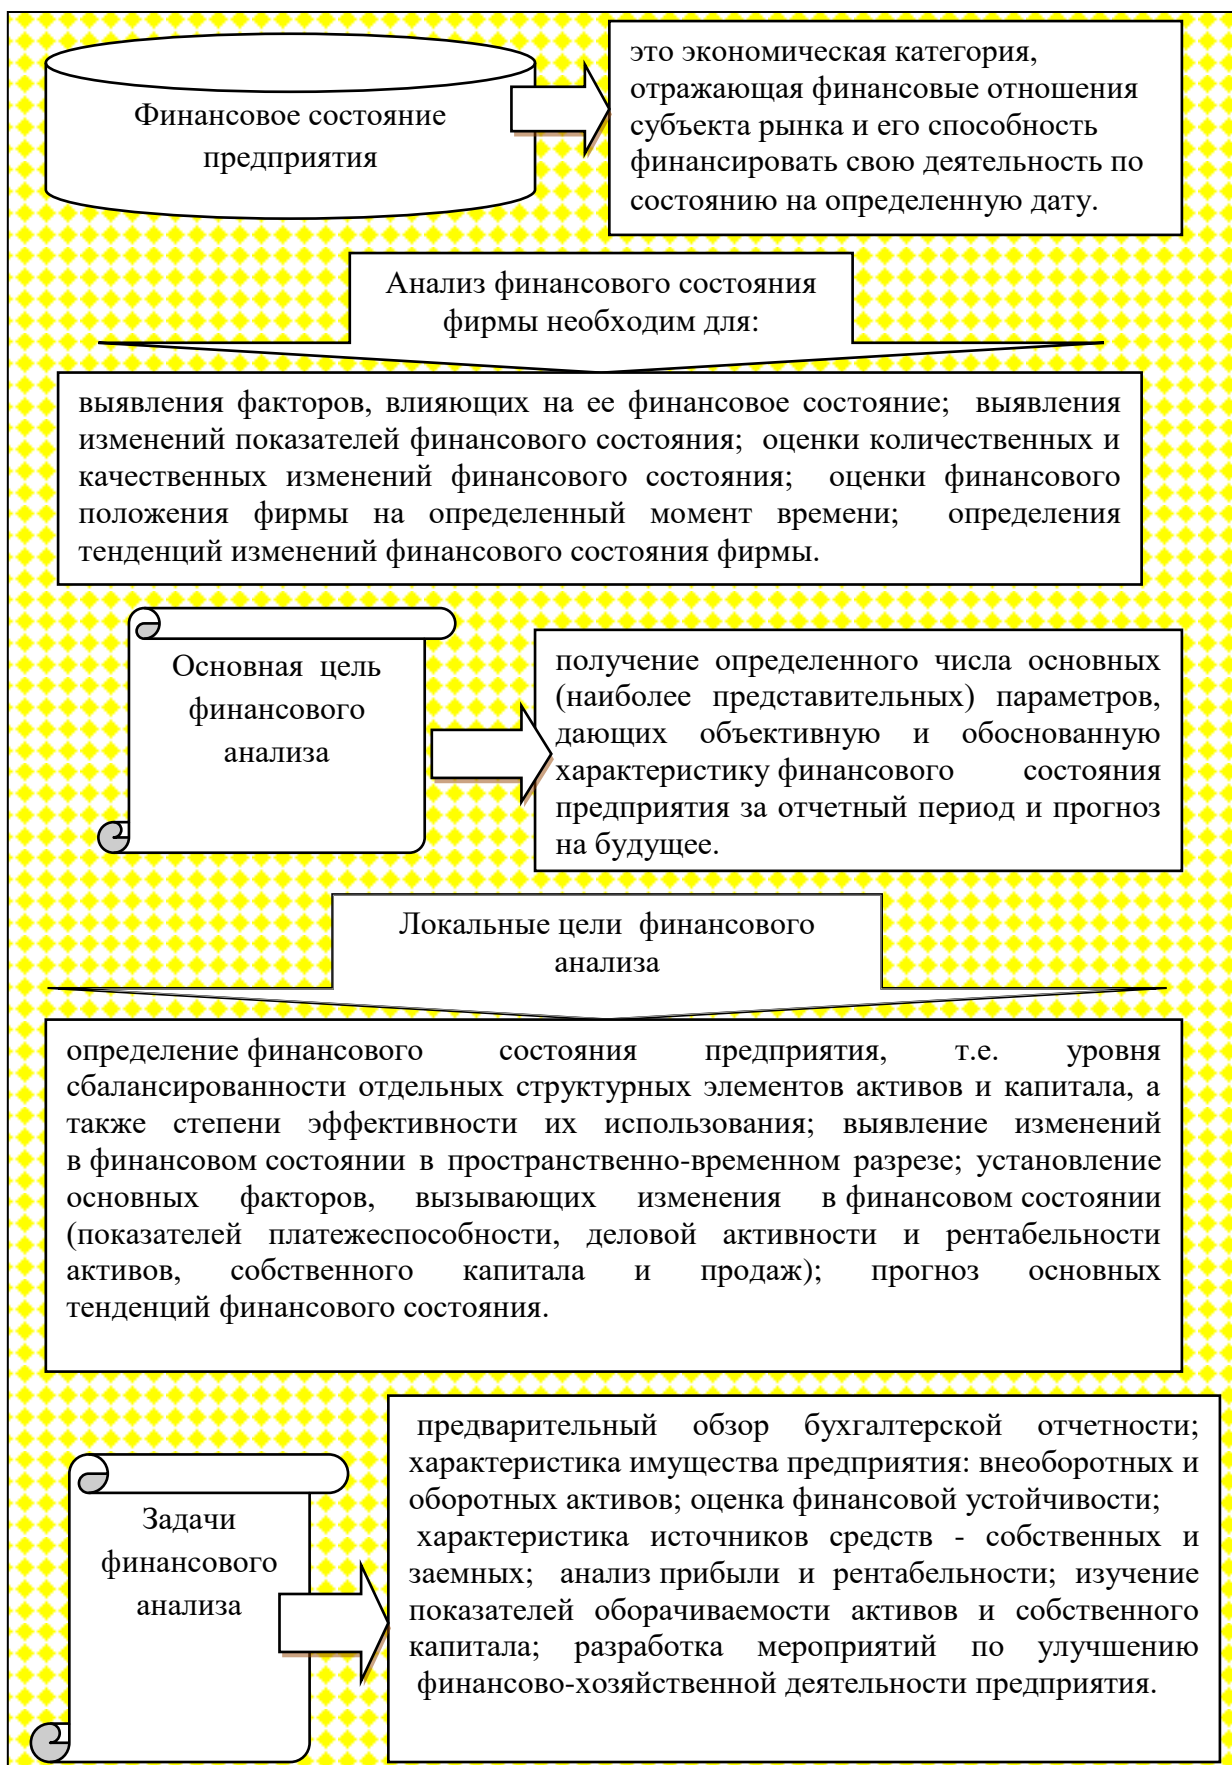 Финансовое состояние
предприятия
это экономическая категория,
отражающая финансовые отношения
субъекта рынка и его способность
финансировать свою деятельность по
состоянию на определенную дату.
Анализ финансового состояния
фирмы необходим для:
выявления факторов, влияющих на ее финансовое состояние; выявления
изменений показателей финансового состояния; оценки количественных и
качественных изменений финансового состояния; оценки финансового
положения фирмы на определенный момент времени; определения
тенденций изменений финансового состояния фирмы.
Основная цель
финансового
анализа
получение определенного числа основных
(наиболее представительных) параметров,
дающих объективную и обоснованную
характеристику финансового состояния
предприятия за отчетный период и прогноз
на будущее.
Локальные цели финансового
анализа
определение финансового состояния предприятия, т.е. уровня
сбалансированности отдельных структурных элементов активов и капитала, а
также степени эффективности их использования; выявление изменений
в финансовом состоянии в пространственно-временном разрезе; установление
основных факторов, вызывающих изменения в финансовом состоянии
(показателей платежеспособности, деловой активности и рентабельности
активов, собственного капитала и продаж); прогноз основных
тенденций финансового состояния.
Задачи
финансового
анализа
предварительный обзор бухгалтерской отчетности;
характеристика имущества предприятия: внеоборотных и
оборотных активов; оценка финансовой устойчивости;
характеристика источников средств - собственных и
заемных; анализ прибыли и рентабельности; изучение
показателей оборачиваемости активов и собственного
капитала; разработка мероприятий по улучшению
финансово-хозяйственной деятельности предприятия.